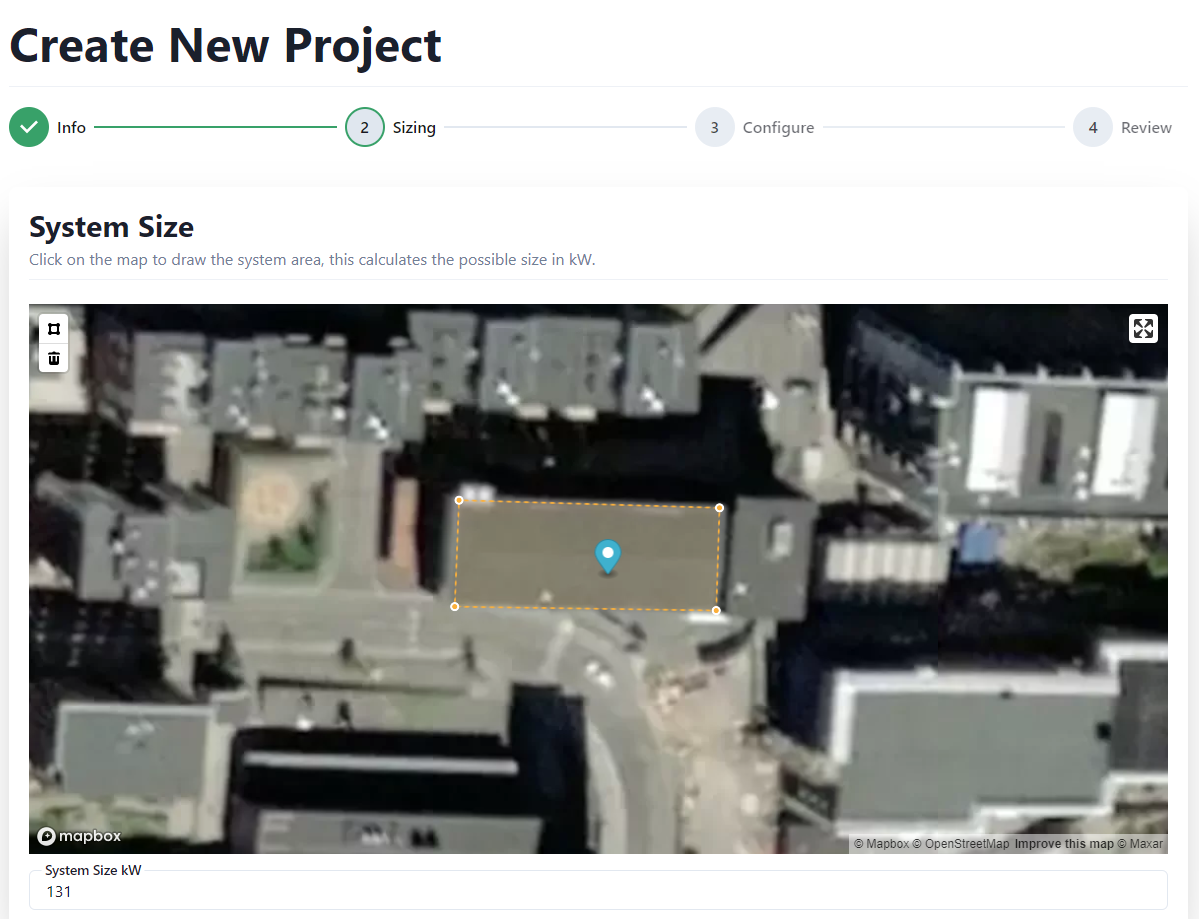 Create New Project
Info
2 Sizing
3 Configure
4 Review
System Size
Click on the map to draw the system area, this calculates the possible size in kW.
mapbox
© Mapbox © OpenStreetMap Improve this map © Maxar
System Size kW
131